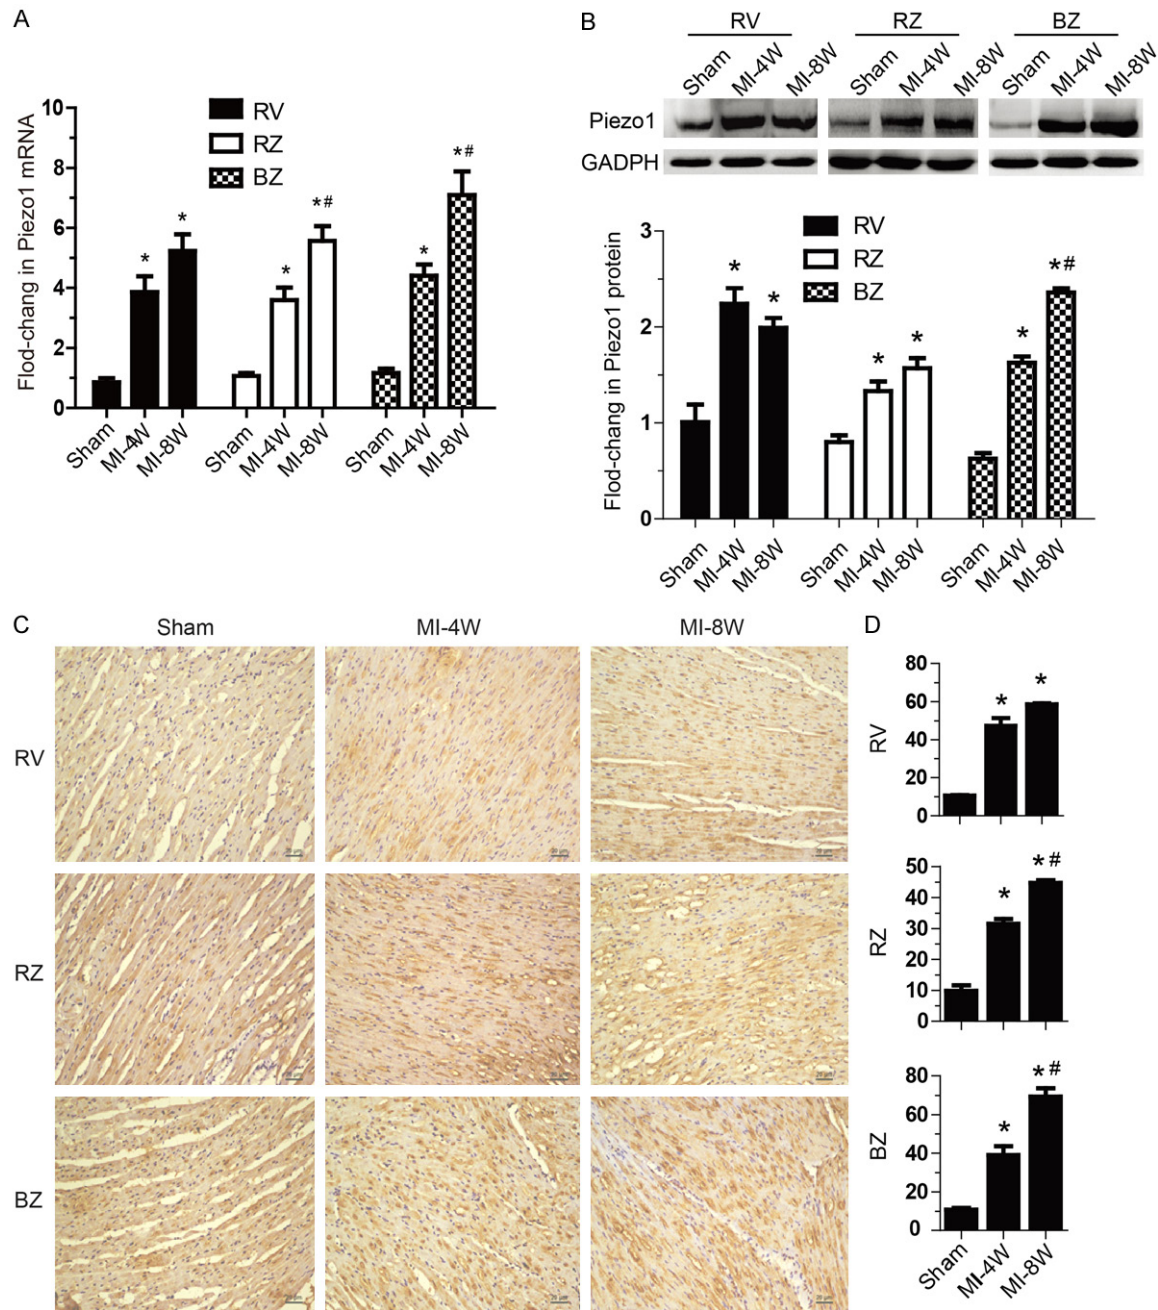 A
Flod-chang in Piezo1 mRNA
10
8
6
4
2
0
RV
RZ
BZ
* * * *# * *#
Sham MI-4W MI-8W Sham MI-4W MI-8W Sham MI-4W MI-8W
B
RV RZ BZ
Sham MI-4W MI-8W Sham MI-4W MI-8W Sham MI-4W MI-8W
Piezo1
GADPH
Flod-chang in Piezo1 protein
3
2
1
0
RV
RZ
BZ
* * * * * *#
Sham MI-4W MI-8W Sham MI-4W MI-8W Sham MI-4W MI-8W
C
Sham MI-4W MI-8W
RV
RZ
BZ
D
RV
80
60
40
20
0
* *
RZ
50
40
30
20
10
0
* *#
BZ
80
60
40
20
0
* *#
Sham MI-4W MI-8W